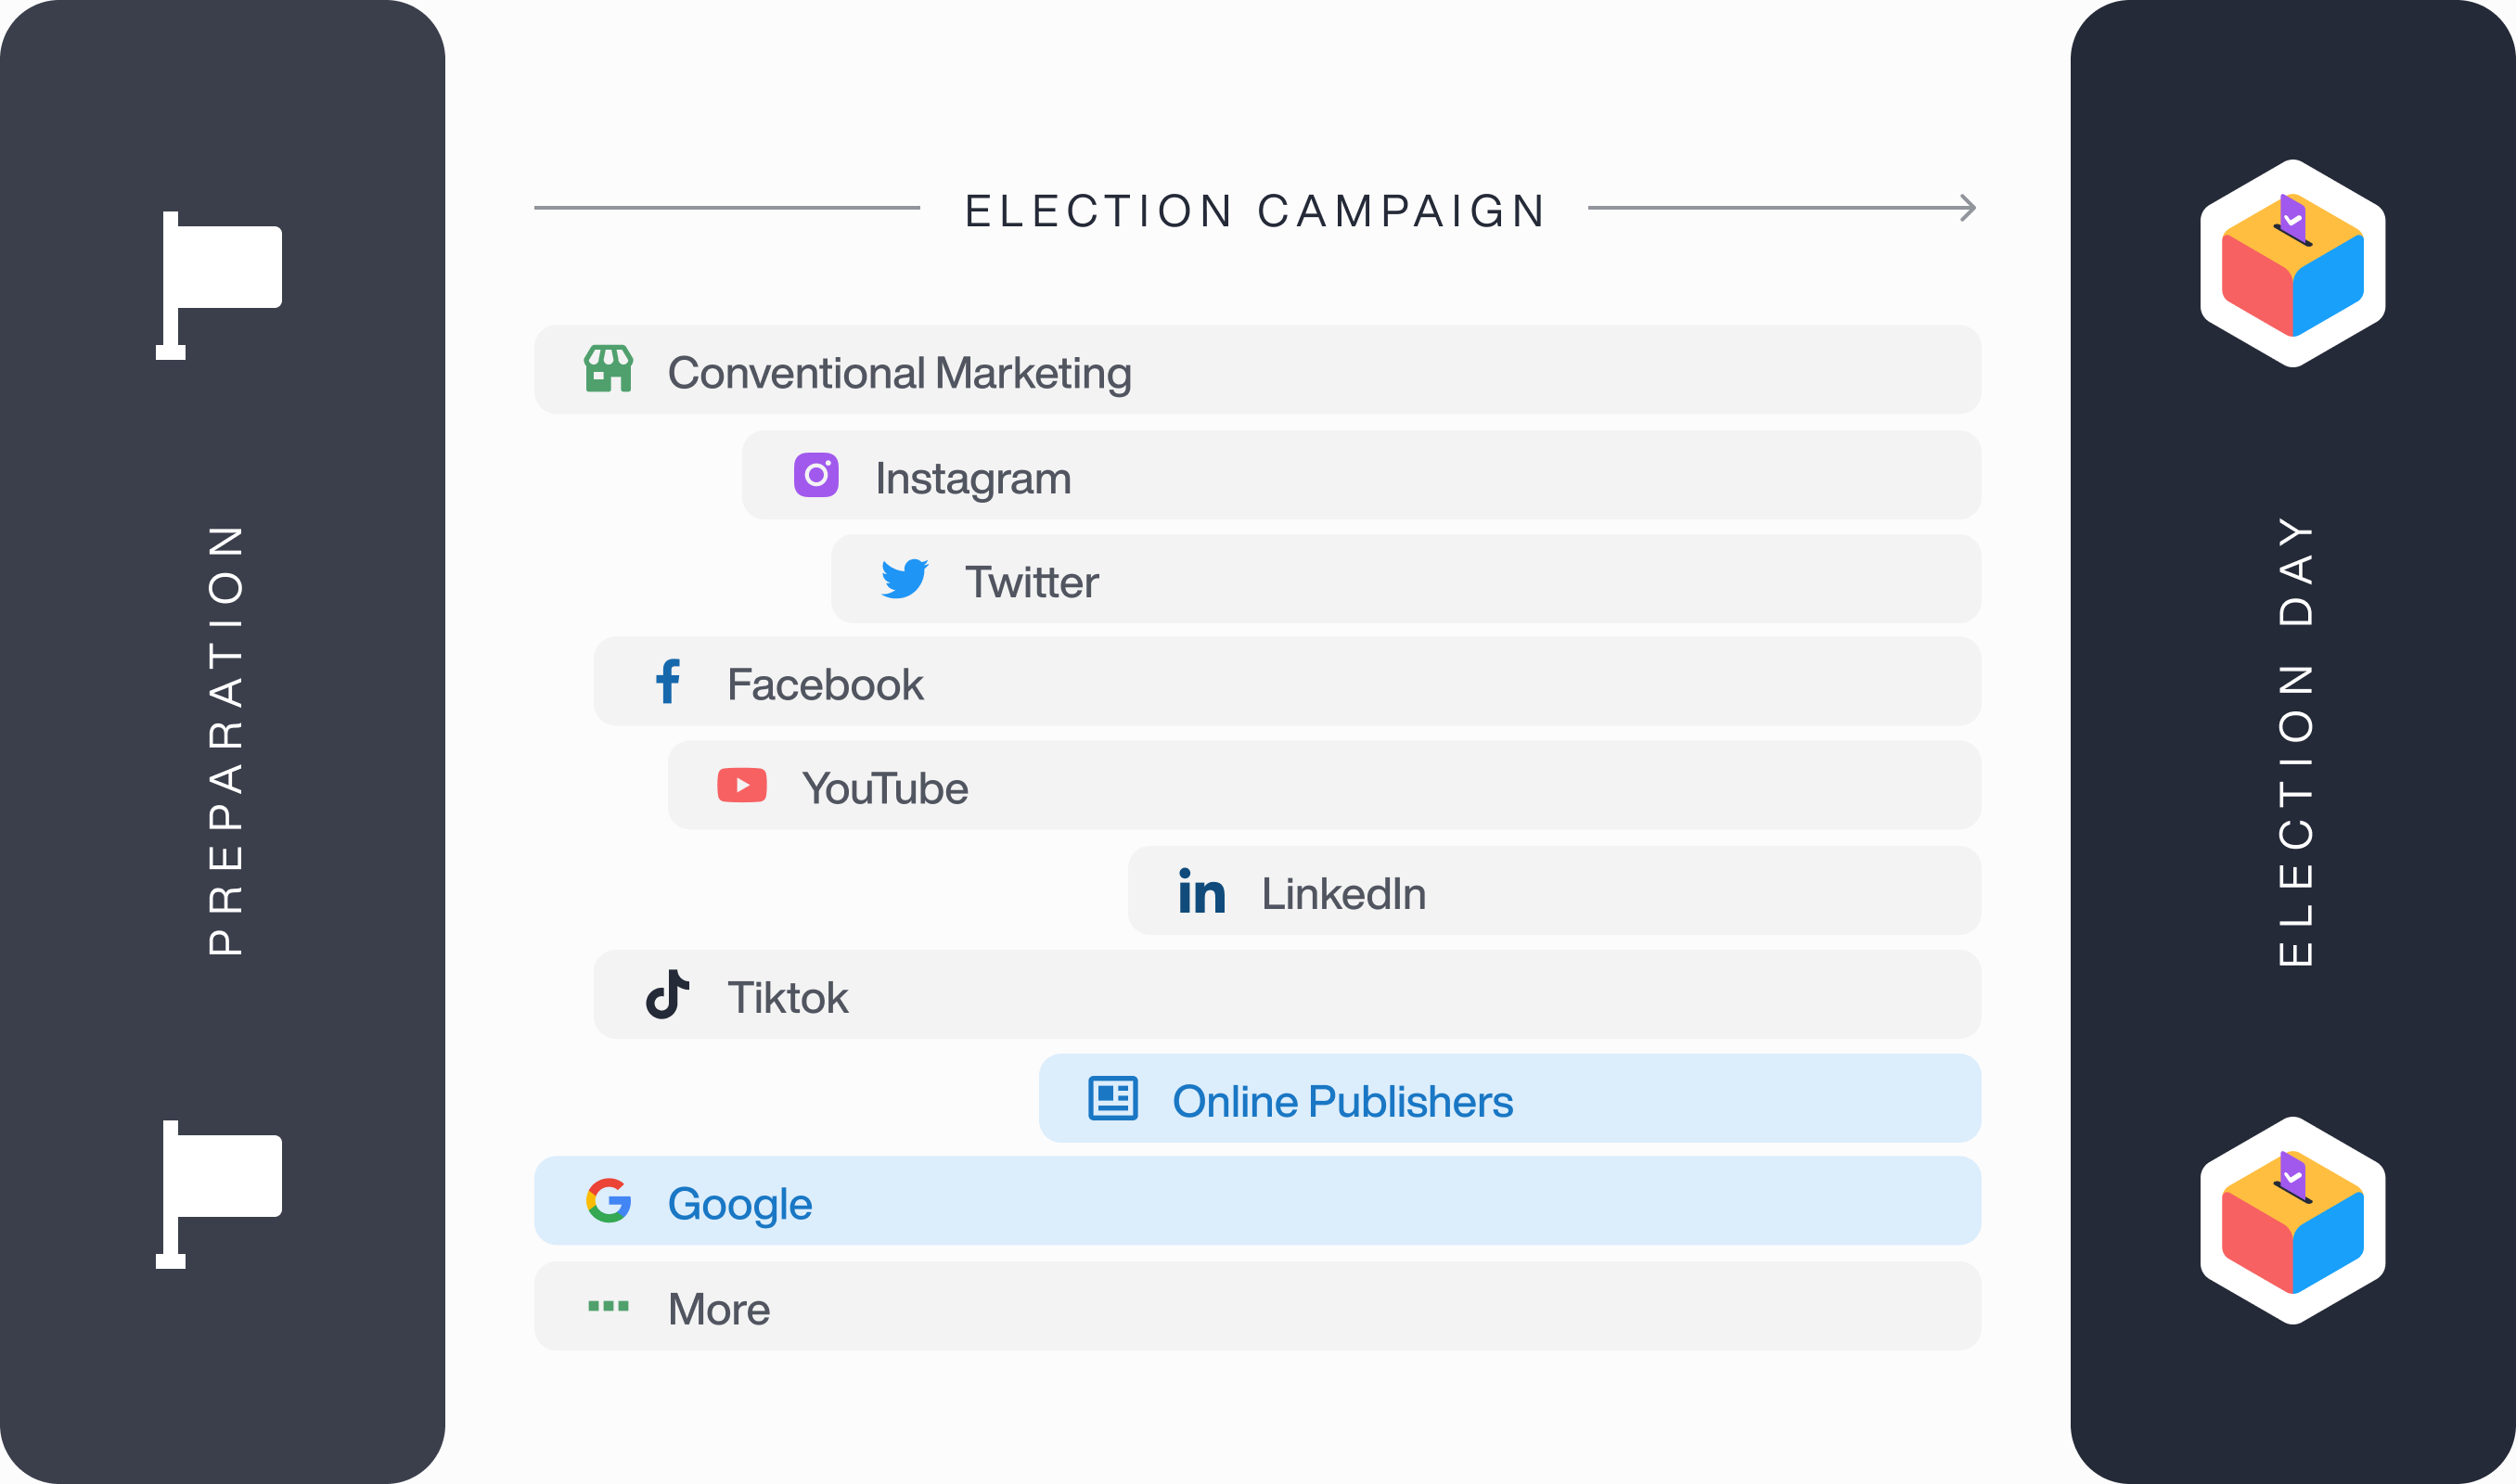 PREPARATION
ELECTION CAMPAIGN
Conventional Marketing
Instagram
Twitter
Facebook
YouTube
LinkedIn
Tiktok
Online Publishers
Google
More
ELECTION DAY